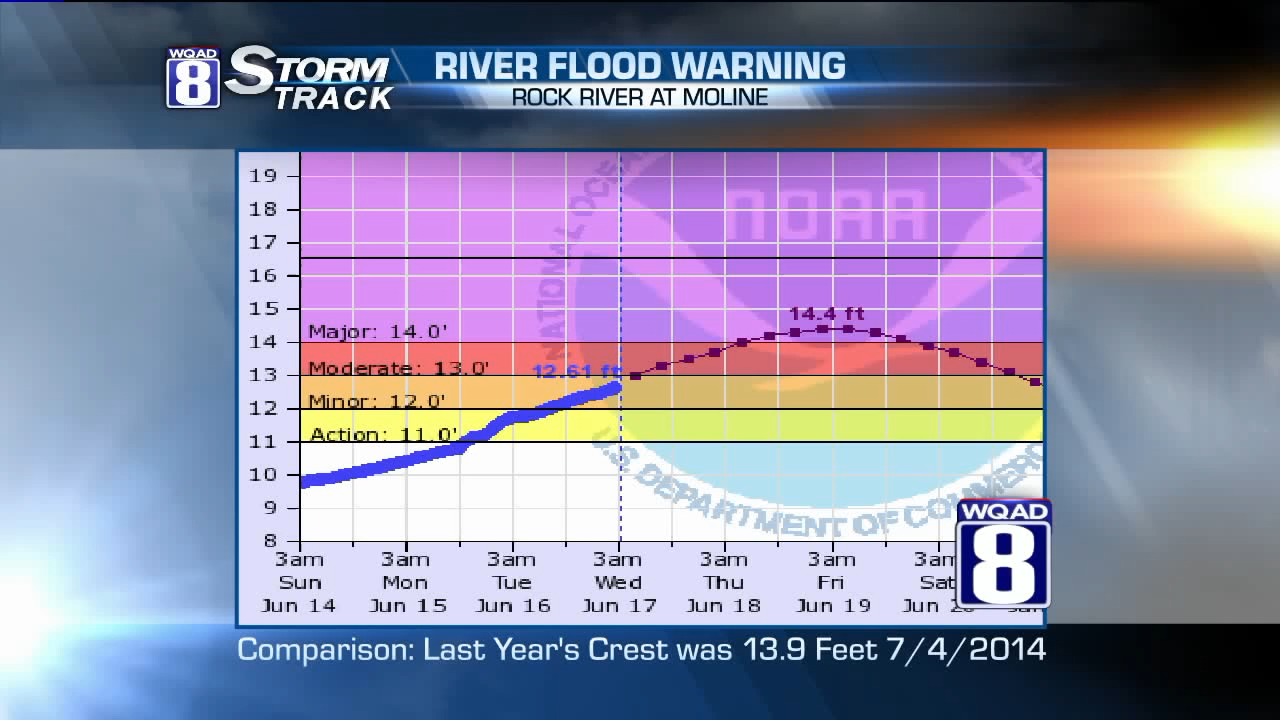 WQAD
8
STORM
TRACK
RIVER FLOOD WARNING
ROCK RIVER AT MOLINE
19
18
17
16
15
14
13
12
11
10
9
8
NOAA
NATIONAL
U.S. DEPARTMENT OF COMMERC
14.4 ft
Major: 14.0'
Moderate: 13.0'
12.61 ft
Minor: 12.0'
Action: 11.0'
3am 3am 3am 3am 3am 3am 3am
Sun Mon Tue Wed Thu Fri Sat
Jun 14 Jun 15 Jun 16 Jun 17 Jun 18 Jun 19 Jun
WQAD
8
Comparison: Last Year's Crest was 13.9 Feet 7/4/2014